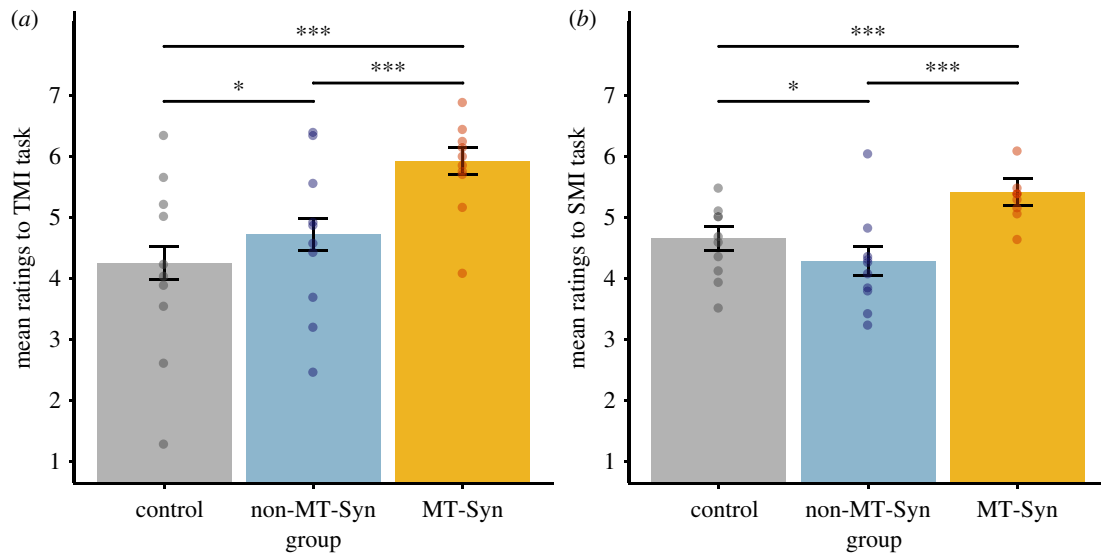 (a)
mean ratings to TMI task
7
6
5
4
3
2
1
***
***
*
control
non-MT-Syn
MT-Syn
group
(b)
mean ratings to SMI task
7
6
5
4
3
2
1
***
***
*
control
non-MT-Syn
MT-Syn
group